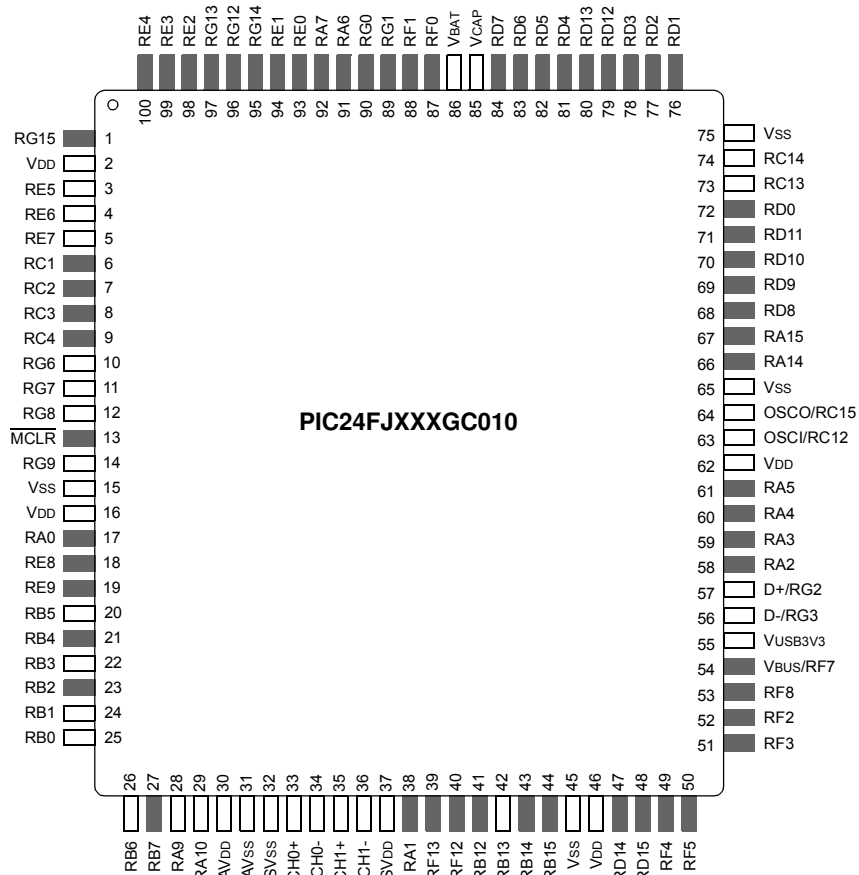 RE4 RE3 RE2 RG13 RG12 RG14 RE1 RE0 RA7 RA6 RG0 RG1 RF1 RF0 VBAT VCAP RD7 RD6 RD5 RD4 RD13 RD12 RD3 RD2 RD1
100 99 98 97 96 95 94 93 92 91 90 89 88 87 86 85 84 83 82 81 80 79 78 77 76
RG15 1
VDD 2
RE5 3
RE6 4
RE7 5
RC1 6
RC2 7
RC3 8
RC4 9
RG6 10
RG7 11
RG8 12
MCLR 13
RG9 14
VSS 15
VDD 16
RA0 17
RE8 18
RE9 19
RB5 20
RB4 21
RB3 22
RB2 23
RB1 24
RB0 25
PIC24FJXXXGC010
75 VSS
74 RC14
73 RC13
72 RD0
71 RD11
70 RD10
69 RD9
68 RD8
67 RA15
66 RA14
65 VSS
64 OSCO/RC15
63 OSCI/RC12
62 VDD
61 RA5
60 RA4
59 RA3
58 RA2
57 D+/RG2
56 D-/RG3
55 VUSB3V3
54 VBUS/RF7
53 RF8
52 RF2
51 RF3
26 27 28 29 30 31 32 33 34 35 36 37 38 39 40 41 42 43 44 45 46 47 48 49 50
RB6 RB7 RA9 RA10 AVDD AVSS SVSS CH0+ CH0- CH1+ CH1- SVDD RA1 RF13 RF12 RB12 RB13 RB14 RB15 VSS VDD RD14 RD15 RF4 RF5